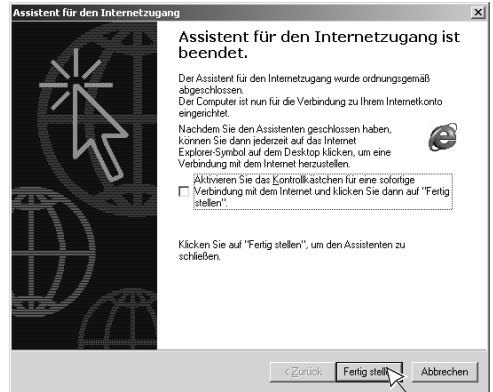 Assistent für den Internetzugang
Assistent für den Internetzugang ist
beendet.
Der Assistent für den Internetzugang wurde ordnungsgemäß
abgeschlossen.
Der Computer ist nun für die Verbindung zu Ihrem Internetkonto
eingerichtet.
Nachdem Sie den Assistenten geschlossen haben,
können Sie dann jederzeit auf das Internet
Explorer-Symbol auf dem Desktop klicken, um eine
Verbindung mit dem Internet herzustellen.
Aktivieren Sie das Kontrollkästchen für eine sofortige
Verbindung mit dem Internet und klicken Sie dann auf "Fertig
stellen".
Klicken Sie auf "Fertig stellen", um den Assistenten zu
schließen.
< Zurück Fertig stell Abbrechen